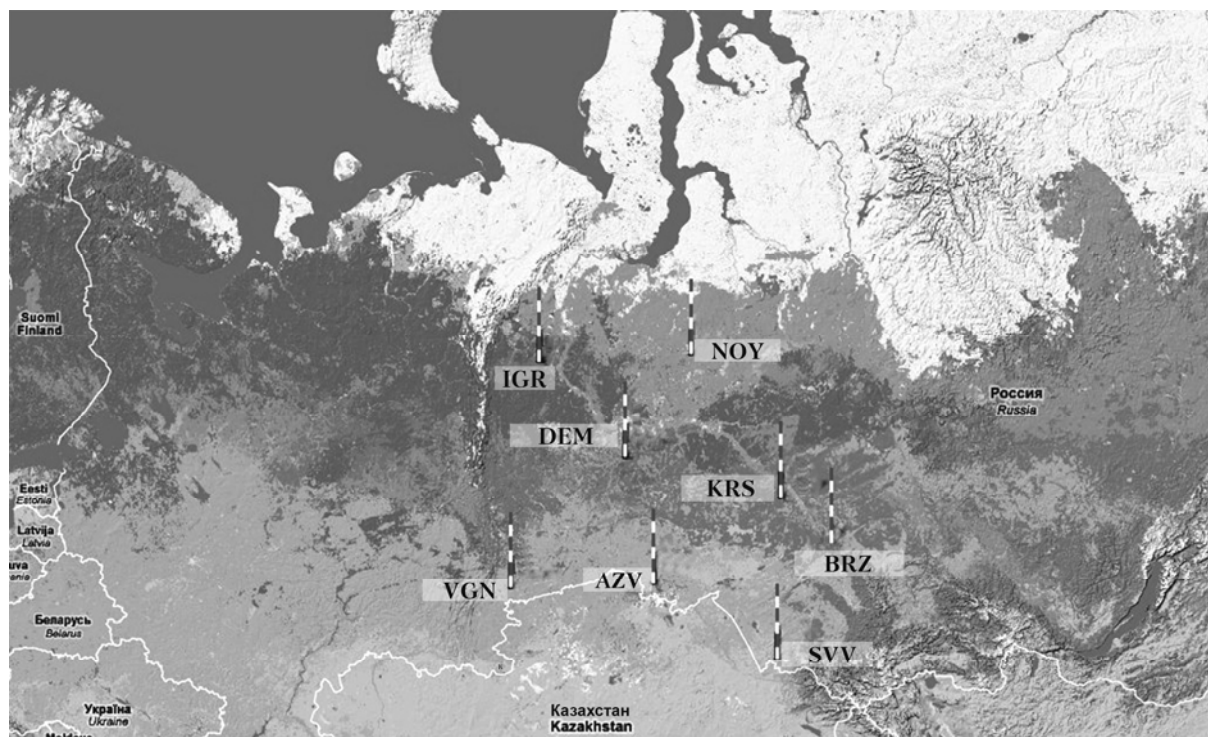 NOY
IGR
Suomi
Finland
Россия
Russia
DEM
KRS
Eesti
Estonia
Latvija
Latvia
BRZ
AZV
VGN
Беларусь
Belarus
SVV
Україна
Ukraine
Казахстан
Kazakhstan